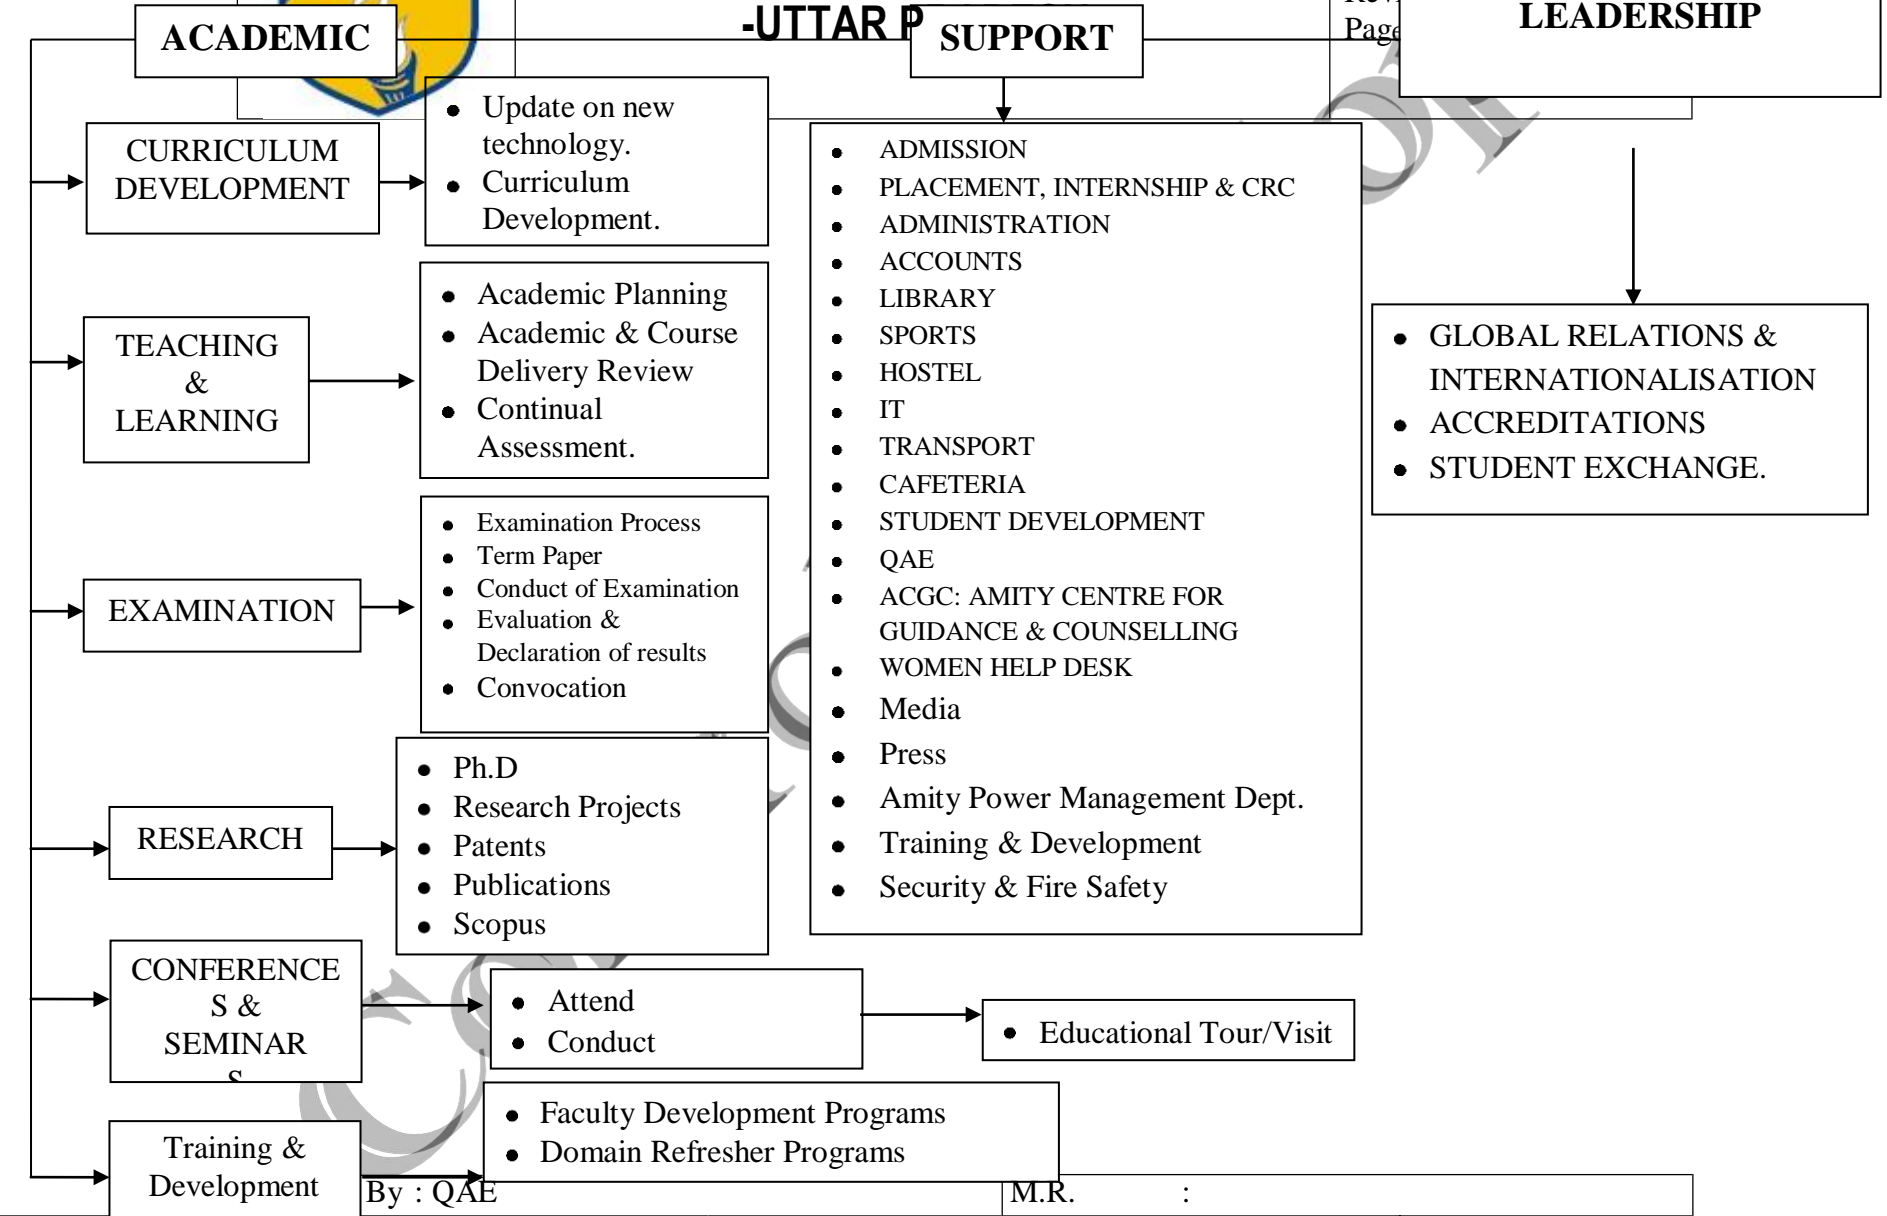 -UTTAR P
Page
ACADEMIC
SUPPORT
LEADERSHIP
CURRICULUM
DEVELOPMENT
• Update on new
technology.
• Curriculum
Development.
TEACHING
&
LEARNING
• Academic Planning
• Academic & Course
Delivery Review
• Continual
Assessment.
EXAMINATION
• Examination Process
• Term Paper
• Conduct of Examination
• Evaluation &
Declaration of results
• Convocation
RESEARCH
• Ph.D
• Research Projects
• Patents
• Publications
• Scopus
CONFERENCE
S &
SEMINAR
S
• Attend
• Conduct
• Educational Tour/Visit
Training &
Development
• Faculty Development Programs
• Domain Refresher Programs
• ADMISSION
• PLACEMENT, INTERNSHIP & CRC
• ADMINISTRATION
• ACCOUNTS
• LIBRARY
• SPORTS
• HOSTEL
• IT
• TRANSPORT
• CAFETERIA
• STUDENT DEVELOPMENT
• QAE
• ACGC: AMITY CENTRE FOR
GUIDANCE & COUNSELLING
• WOMEN HELP DESK
• Media
• Press
• Amity Power Management Dept.
• Training & Development
• Security & Fire Safety
• GLOBAL RELATIONS &
INTERNATIONALISATION
• ACCREDITATIONS
• STUDENT EXCHANGE.
By : QAE
M.R. :